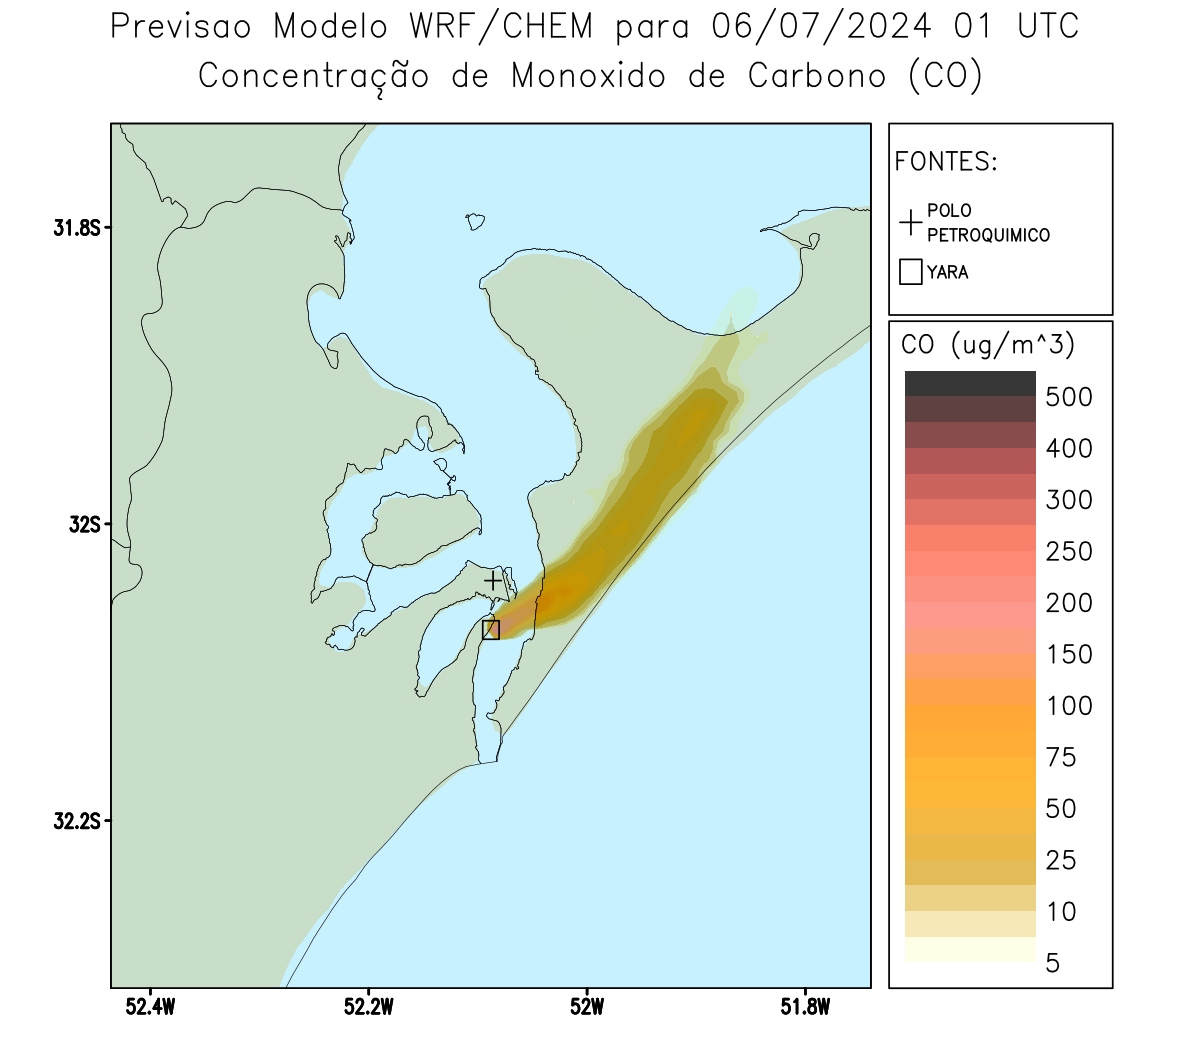 Previsao Modelo WRF/CHEM para 06/07/2024 01 UTC
Concentração de Monoxido de Carbono (CO)
FONTES:
POLO
PETROQUIMICO
YARA
CO (ug/m^3)
500
400
300
250
200
150
100
75
50
25
10
5
31.8S
32S
32.2S
52.4W
52.2W
52W
51.8W